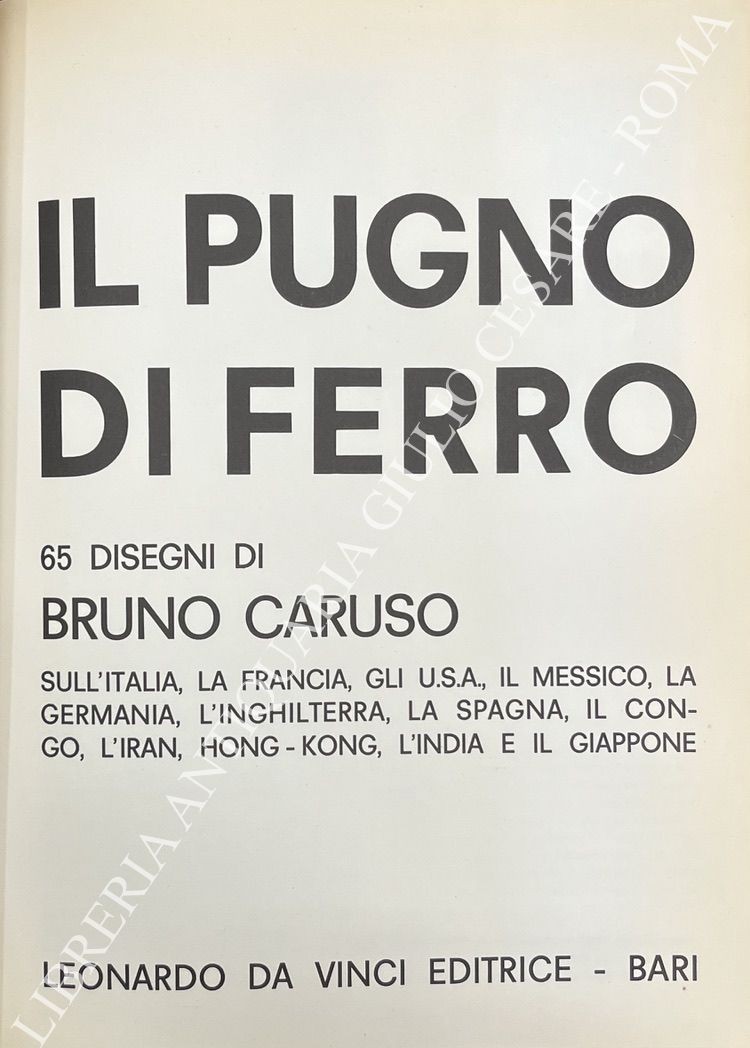 IL PUGNO
DI FERRO
65 DISEGNI DI
BRUNO CARUSO
SULL'ITALIA, LA FRANCIA, GLI U.S.A., IL MESSICO, LA
GERMANIA, L'INGHILTERRA, LA SPAGNA, IL CON-
GO, L'IRAN, HONG-KONG, L'INDIA E IL GIAPPONE
LEONARDO DA VINCI EDITRICE - BARI
LIBRERIA ANTIQUARIA GIULIO CESARE - ROMA